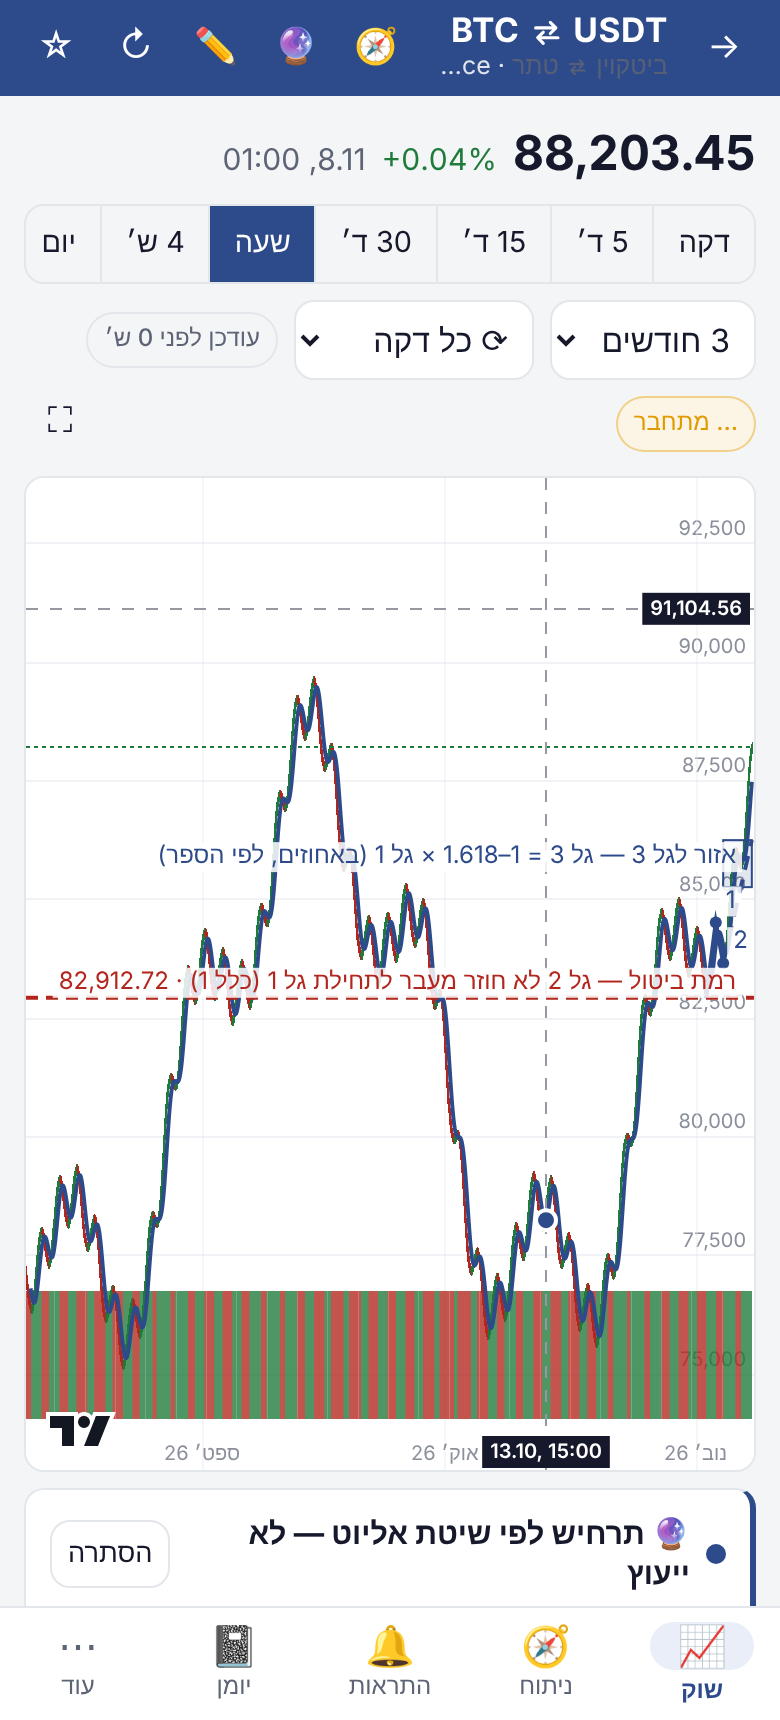 BTC ⇄ USDT
ביטקוין ⇄ טתר · ce...
88,203.45 +0.04% 8.11, 01:00
דקה
5 ד׳
15 ד׳
30 ד׳
שעה
4 ש׳
יום
3 חודשים
⟳ כל דקה
עודכן לפני 0 ש׳
מתחבר ...
92,500
91,104.56
90,000
87,500
אזור לגל 3 — גל 3 = 1–1.618 × גל 1 (באחוזים, לפי הספר)
85,000
1
2
רמת ביטול — גל 2 לא חוזר מעבר לתחילת גל 1 (כלל 1) · 82,912.72
82,500
80,000
77,500
75,000
ספט׳ 26
אוק׳ 26
13.10, 15:00
נוב׳ 26
🔮 תרחיש לפי שיטת אליוט — לא
ייעוץ
הסתרה
שוק
ניתוח
התראות
יומן
עוד